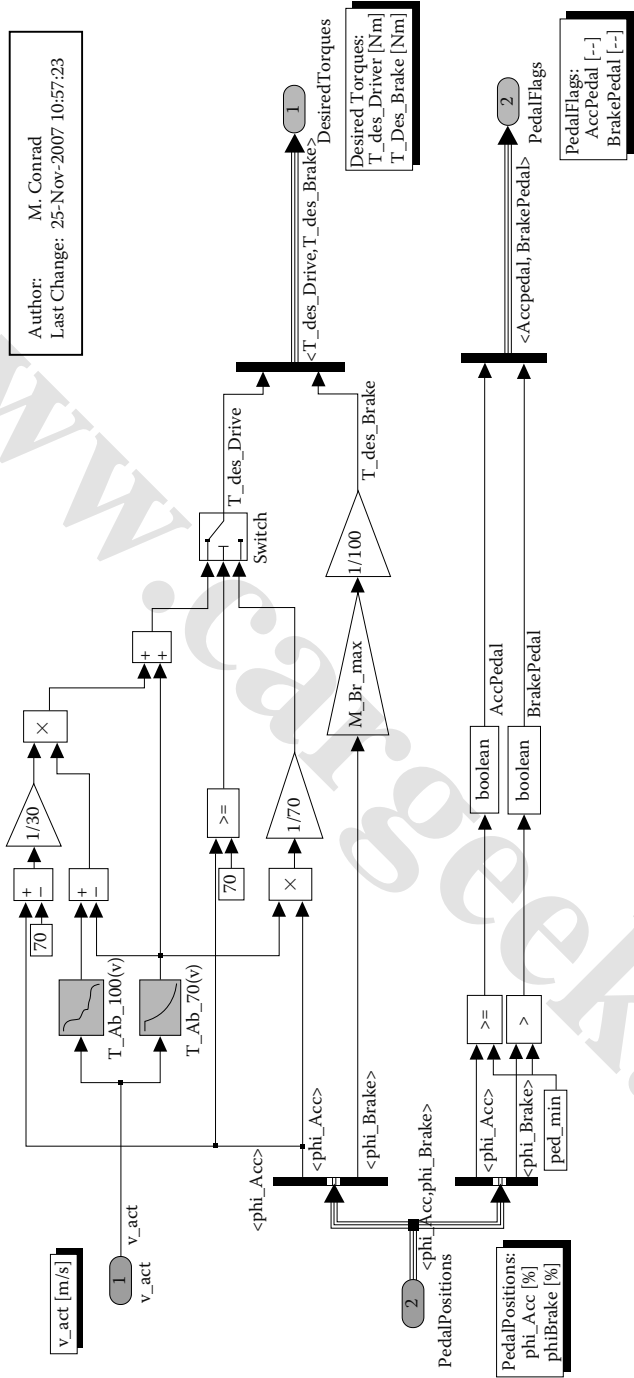 Author: M. Conrad
Last Change: 25-Nov-2007 10:57:23
v_act [m/s]
1
v_act
v_act
T_Ab_100(v)
T_Ab_70(v)
70
+
−
+
−
1/30
×
+
+
<phi_Acc>
70
>=
×
1/70
Switch
T_des_Drive
<phi_Acc>
<phi_Brake>
M_Br_max
1/100
T_des_Brake
<T_des_Drive,T_des_Brake>
1
DesiredTorques
Desired Torques:
T_des_Driver [Nm]
T_Des_Brake [Nm]
2
PedalPositions
<phi_Acc,phi_Brake>
PedalPositions:
phi_Acc [%]
phiBrake [%]
<phi_Acc>
<phi_Brake>
ped_min
>=
>
boolean
boolean
AccPedal
BrakePedal
<Accpedal, BrakePedal>
2
PedalFlags
PedalFlags:
AccPedal [--]
BrakePedal [--]
www.cargeeks